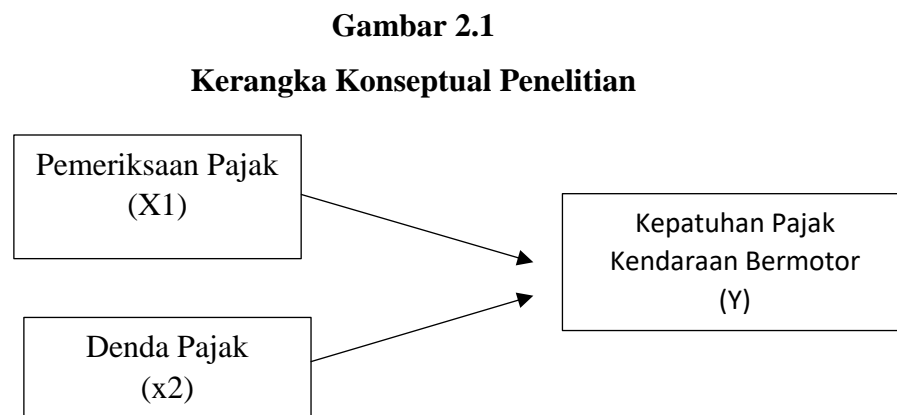 Gambar 2.1
Kerangka Konseptual Penelitian
Pemeriksaan Pajak
(X1)
Kepatuhan Pajak
Kendaraan Bermotor
(Y)
Denda Pajak
(x2)